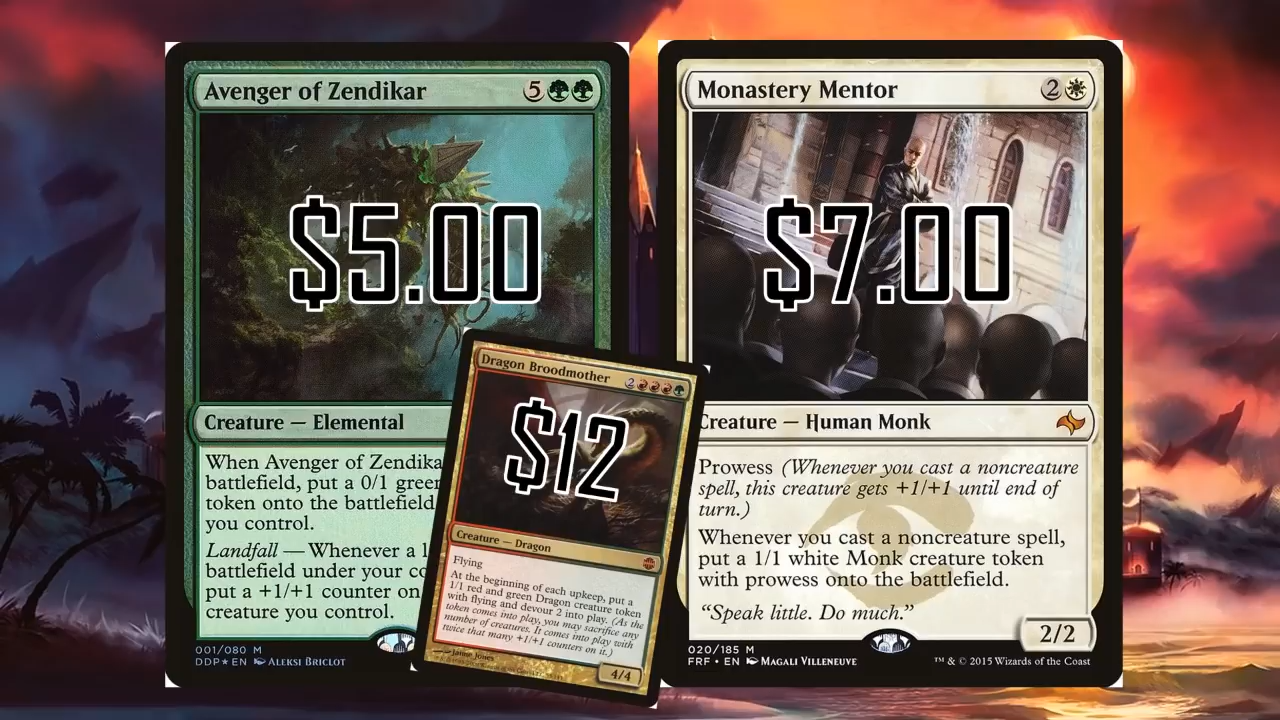 Avenger of Zendikar
5
$5.00
Creature — Elemental
When Avenger of Zendika
battlefield, put a 0/1 gree
token onto the battlefield
you control.
Landfall — Whenever a l
battlefield under your co
put a +1/+1 counter on
creature you control.
001/080 M
DDP★EN ALEKSI BRICLOT
Dragon Broodmother
2
$12
Creature — Dragon
Flying
At the beginning of each upkeep, put a
1/1 red and green Dragon creature token
with flying and devour 2 into play. (As the
token comes into play, you may sacrifice any
number of creatures. It comes into play with
twice that many +1/+1 counters on it.)
Jaime Jones
4/4
Monastery Mentor
2
$7.00
Creature — Human Monk
Prowess (Whenever you cast a noncreature
spell, this creature gets +1/+1 until end of
turn.)
Whenever you cast a noncreature spell,
put a 1/1 white Monk creature token
with prowess onto the battlefield.
“Speak little. Do much.”
2/2
020/185 M
FRF • EN MAGALI VILLENEUVE
™ & © 2015 Wizards of the Coast